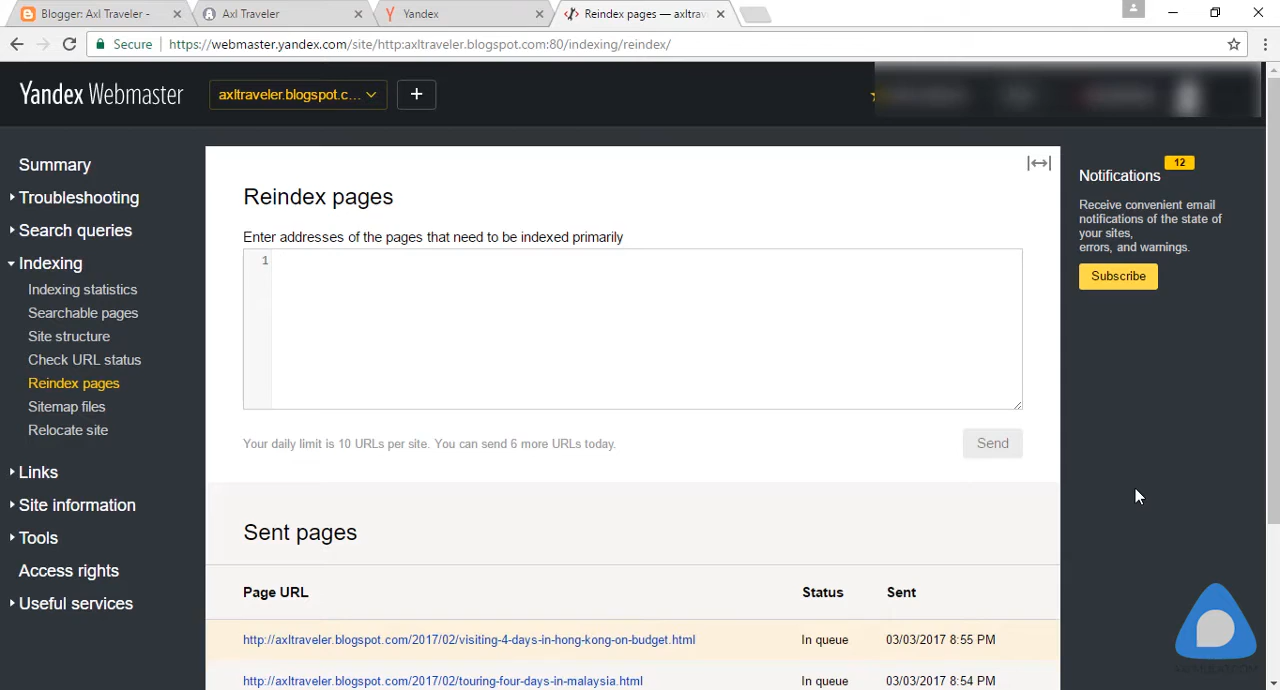 Blogger: Axl Traveler -
Axl Traveler
Yandex
Reindex pages — axltrav
Secure
https://webmaster.yandex.com/site/http:axltraveler.blogspot.com:80/indexing/reindex/
Yandex Webmaster
axltraveler.blogspot.c...
+
Summary
Troubleshooting
Search queries
Indexing
Indexing statistics
Searchable pages
Site structure
Check URL status
Reindex pages
Sitemap files
Relocate site
Links
Site information
Tools
Access rights
Useful services
Reindex pages
Enter addresses of the pages that need to be indexed primarily
1
Your daily limit is 10 URLs per site. You can send 6 more URLs today.
Send
Sent pages
Page URL Status Sent
http://axltraveler.blogspot.com/2017/02/visiting-4-days-in-hong-kong-on-budget.html In queue 03/03/2017 8:55 PM
http://axltraveler.blogspot.com/2017/02/touring-four-days-in-malaysia.html In queue 03/03/2017 8:54 PM
Notifications 12
Receive convenient email
notifications of the state of
your sites,
errors, and warnings.
Subscribe